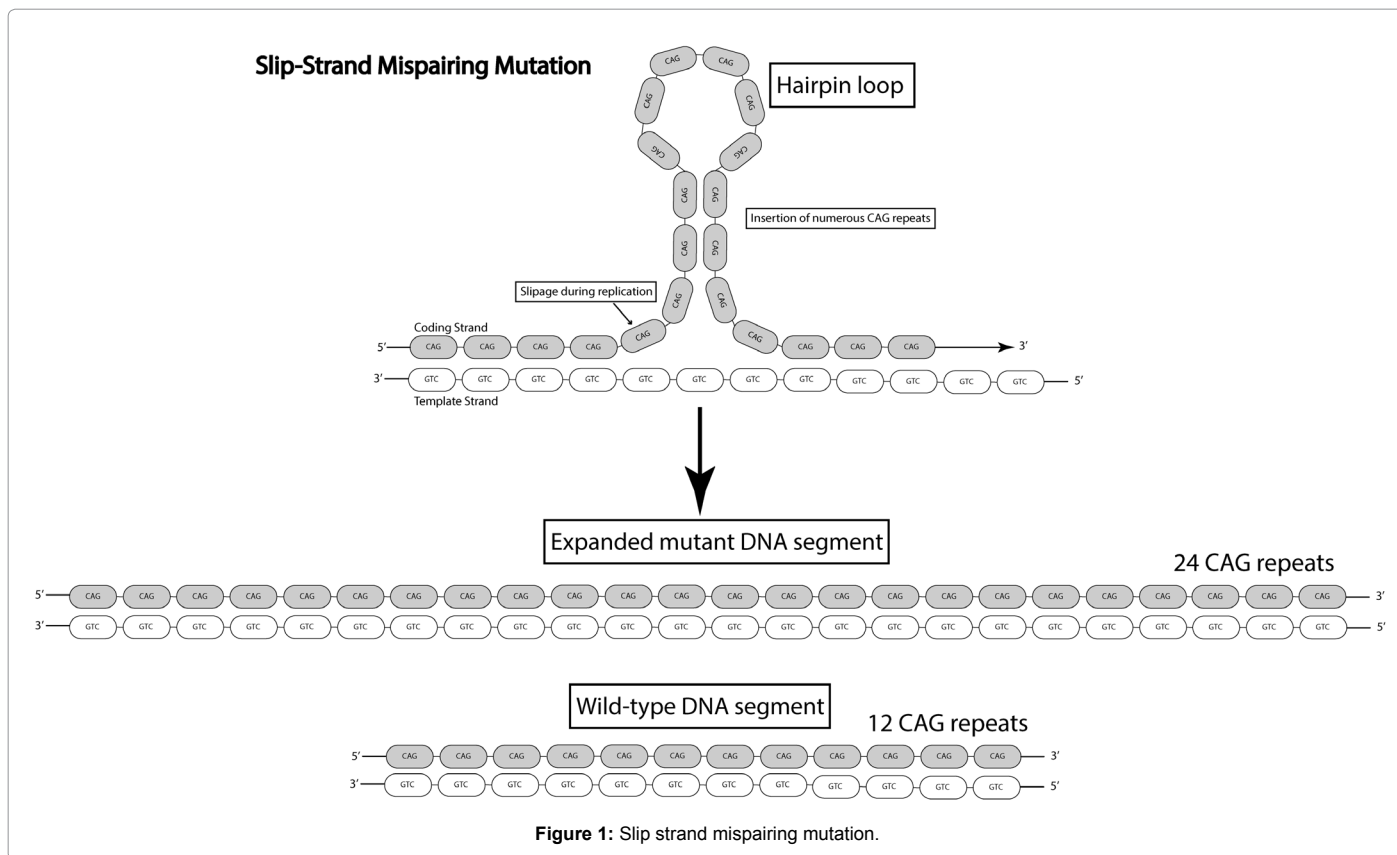 Slip-Strand Mispairing Mutation
CAG CAG
Hairpin loop
CAG CAG
CAG CAG
CAG CAG
Insertion of numerous CAG repeats
CAG CAG
Slipage during replication
CAG CAG
Coding Strand
5' CAG CAG CAG CAG CAG CAG CAG CAG CAG 3'
3' GTC GTC GTC GTC GTC GTC GTC GTC GTC GTC GTC GTC 5'
Template Strand
Expanded mutant DNA segment
24 CAG repeats
5' CAG CAG CAG CAG CAG CAG CAG CAG CAG CAG CAG CAG CAG CAG CAG CAG CAG CAG CAG CAG CAG CAG CAG CAG 3'
3' GTC GTC GTC GTC GTC GTC GTC GTC GTC GTC GTC GTC GTC GTC GTC GTC GTC GTC GTC GTC GTC GTC GTC GTC 5'
Wild-type DNA segment
12 CAG repeats
5' CAG CAG CAG CAG CAG CAG CAG CAG CAG CAG CAG CAG 3'
3' GTC GTC GTC GTC GTC GTC GTC GTC GTC GTC GTC GTC 5'
Figure 1: Slip strand mispairing mutation.